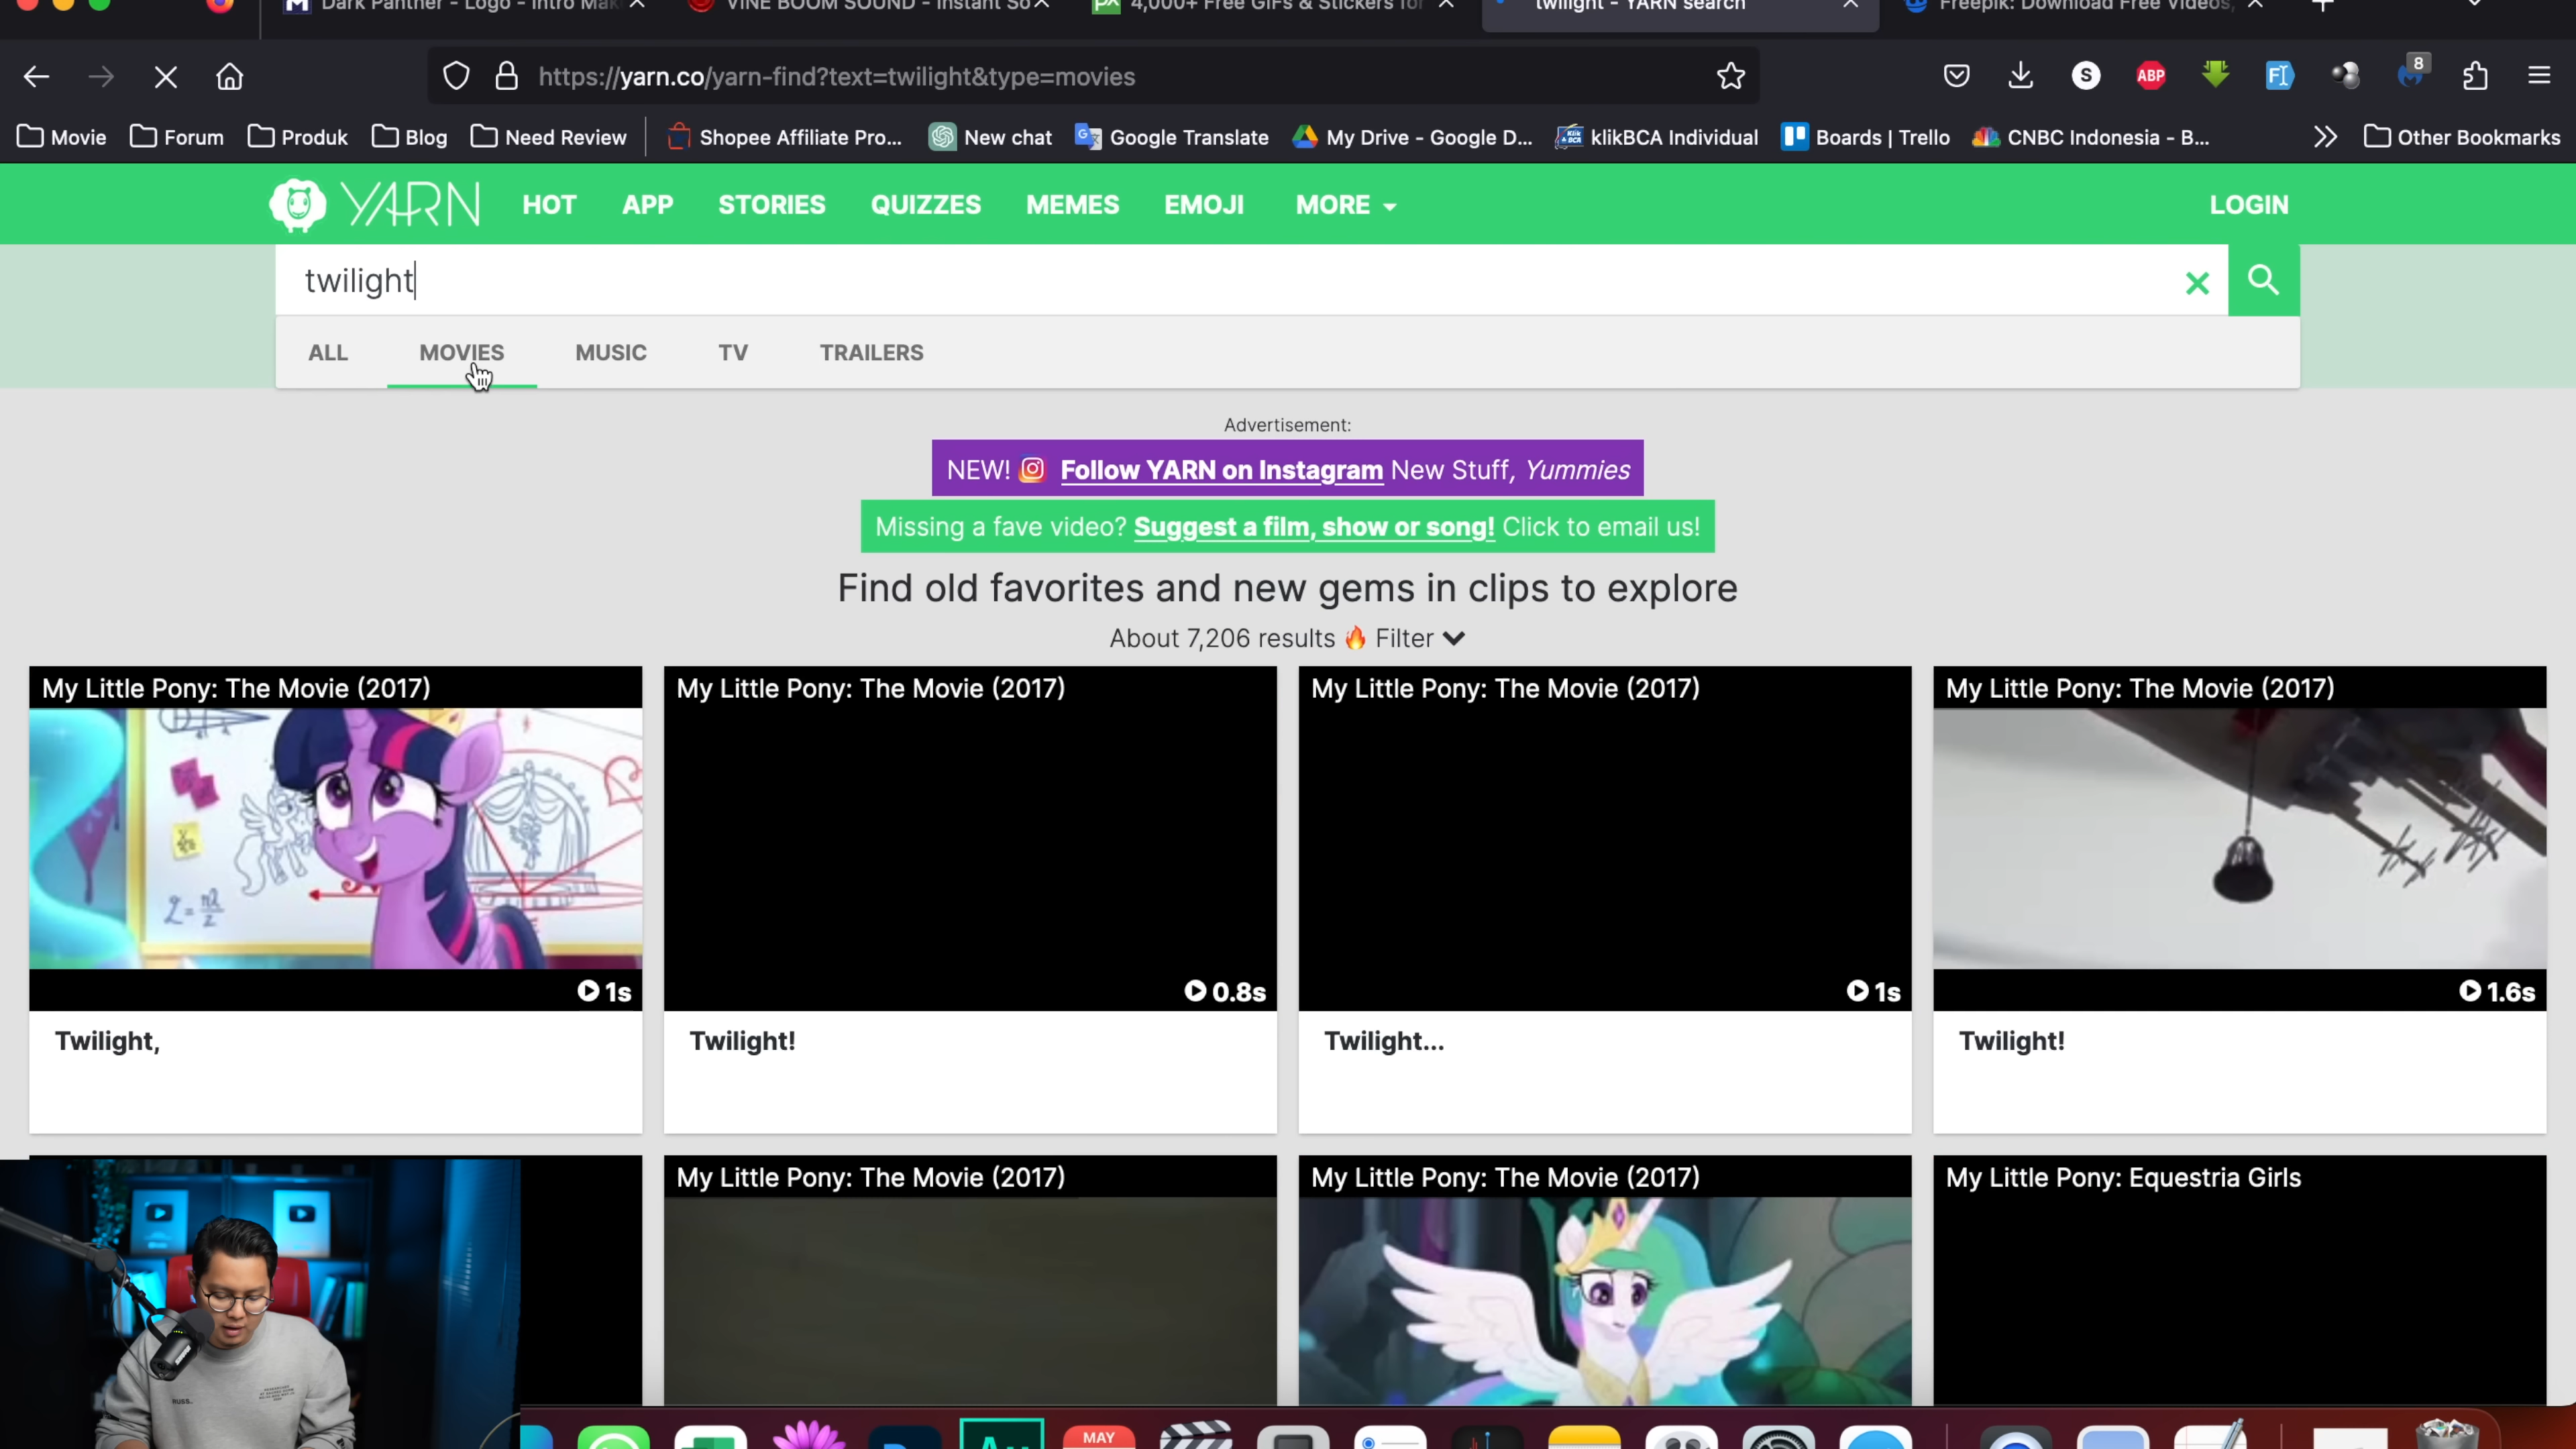 Dark Panther - Logo - Intro Mak
VINE BOOM SOUND - Instant So
4,000+ Free GIFs & Stickers for
twilight - YARN search
Freepik: Download Free Videos,
https://yarn.co/yarn-find?text=twilight&type=movies
S
ABP
8
Movie
Forum
Produk
Blog
Need Review
Shopee Affiliate Pro...
New chat
Google Translate
My Drive - Google D...
klikBCA Individual
Boards | Trello
CNBC Indonesia - B...
Other Bookmarks
YARN
HOT
APP
STORIES
QUIZZES
MEMES
EMOJI
MORE
LOGIN
twilight
ALL
MOVIES
MUSIC
TV
TRAILERS
Advertisement:
NEW! Follow YARN on Instagram New Stuff, Yummies
Missing a fave video? Suggest a film, show or song! Click to email us!
Find old favorites and new gems in clips to explore
About 7,206 results 🔥 Filter
My Little Pony: The Movie (2017)
1s
Twilight,
My Little Pony: The Movie (2017)
0.8s
Twilight!
My Little Pony: The Movie (2017)
1s
Twilight...
My Little Pony: The Movie (2017)
1.6s
Twilight!
My Little Pony: The Movie (2017)
My Little Pony: The Movie (2017)
My Little Pony: Equestria Girls
RUSS.
MAY